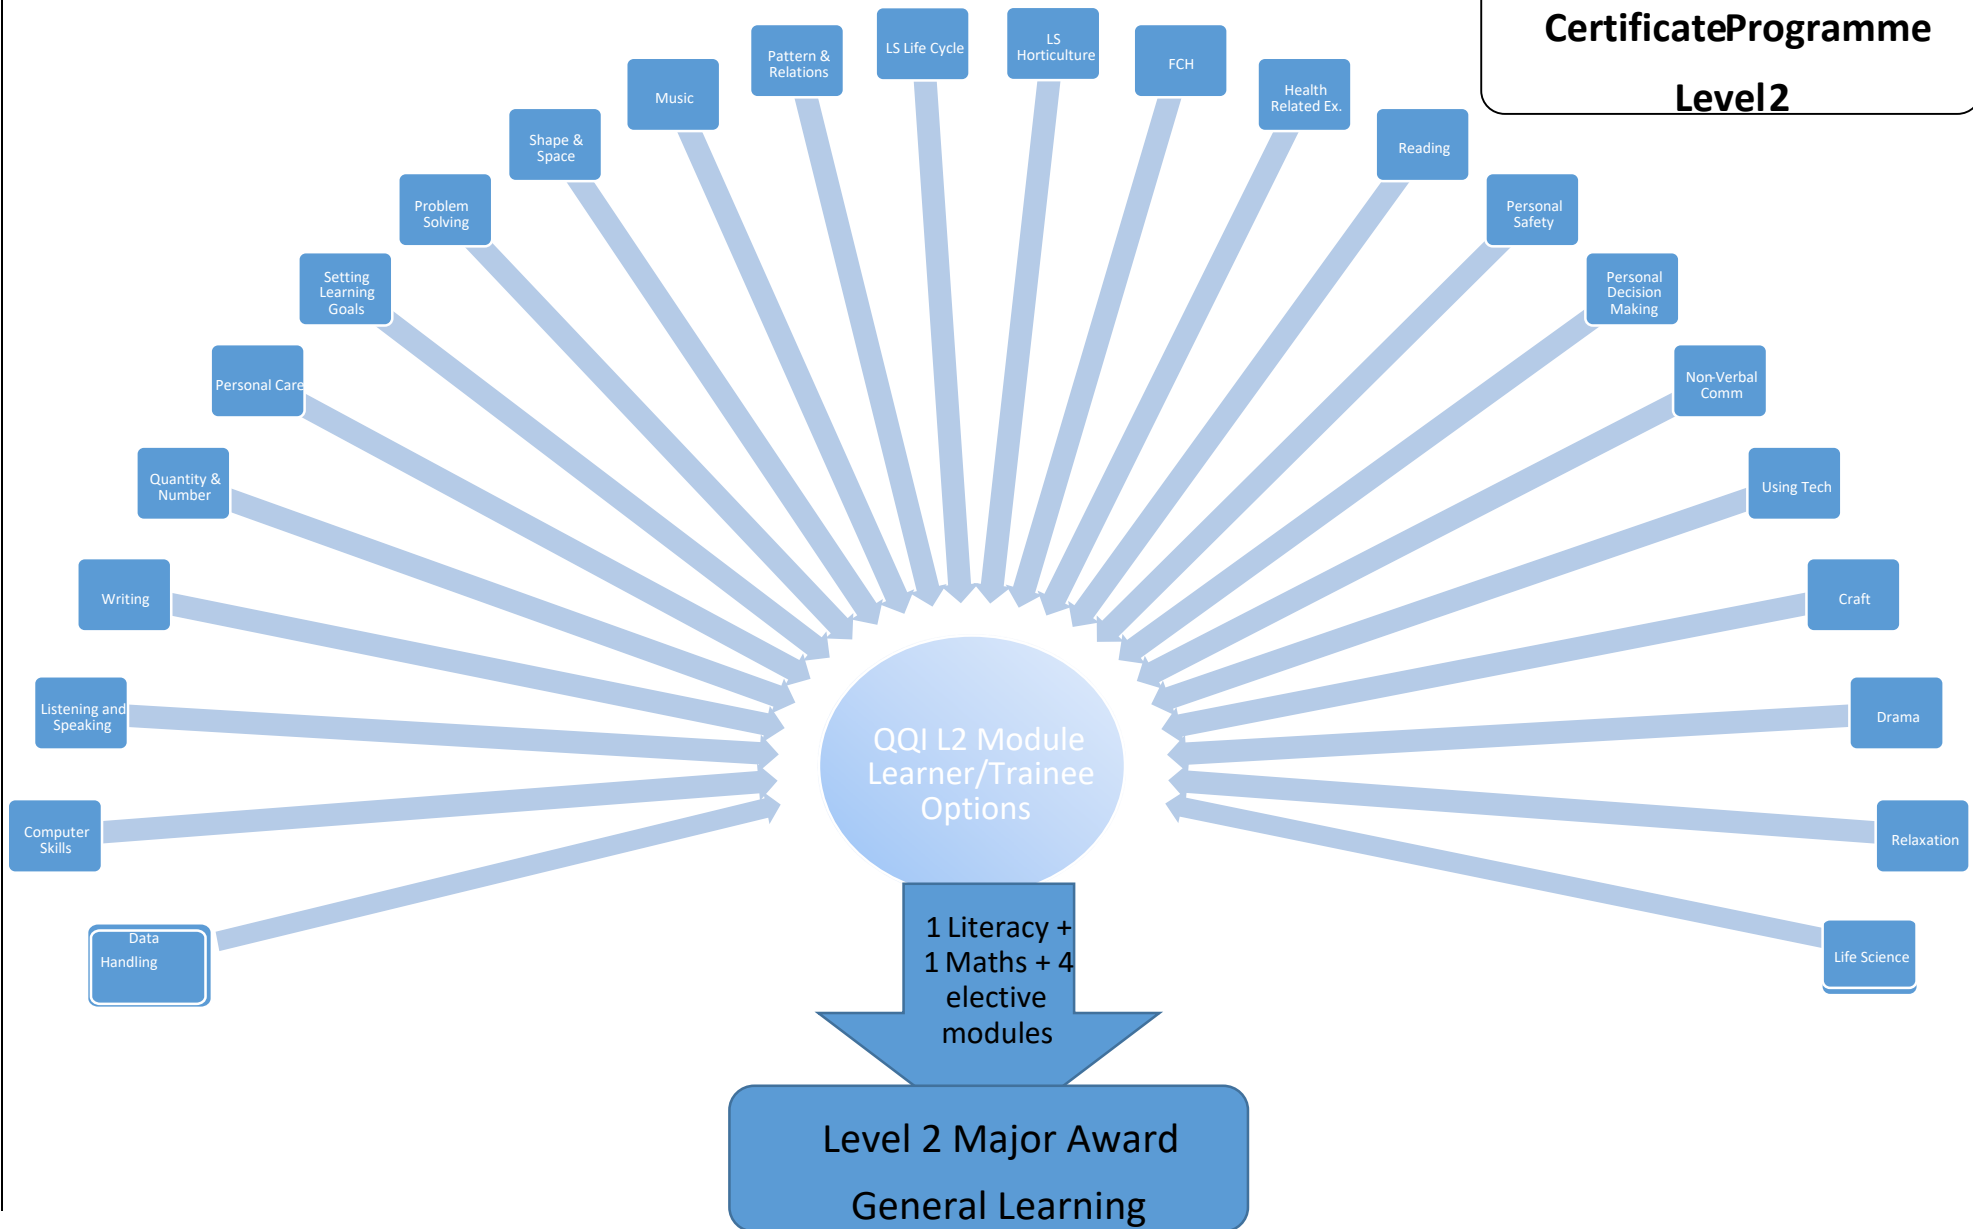 CertificateProgramme
Level2
Data
Handling
Computer
Skills
Listening and
Speaking
Writing
Quantity &
Number
Personal Care
Setting
Learning
Goals
Problem
Solving
Shape &
Space
Music
Pattern &
Relations
LS Life Cycle
LS
Horticulture
FCH
Health
Related Ex.
Reading
Personal
Safety
Personal
Decision
Making
Non-Verbal
Comm
Using Tech
Craft
Drama
Relaxation
Life Science
QQI L2 Module
Learner/Trainee
Options
1 Literacy +
1 Maths + 4
elective
modules
Level 2 Major Award
General Learning